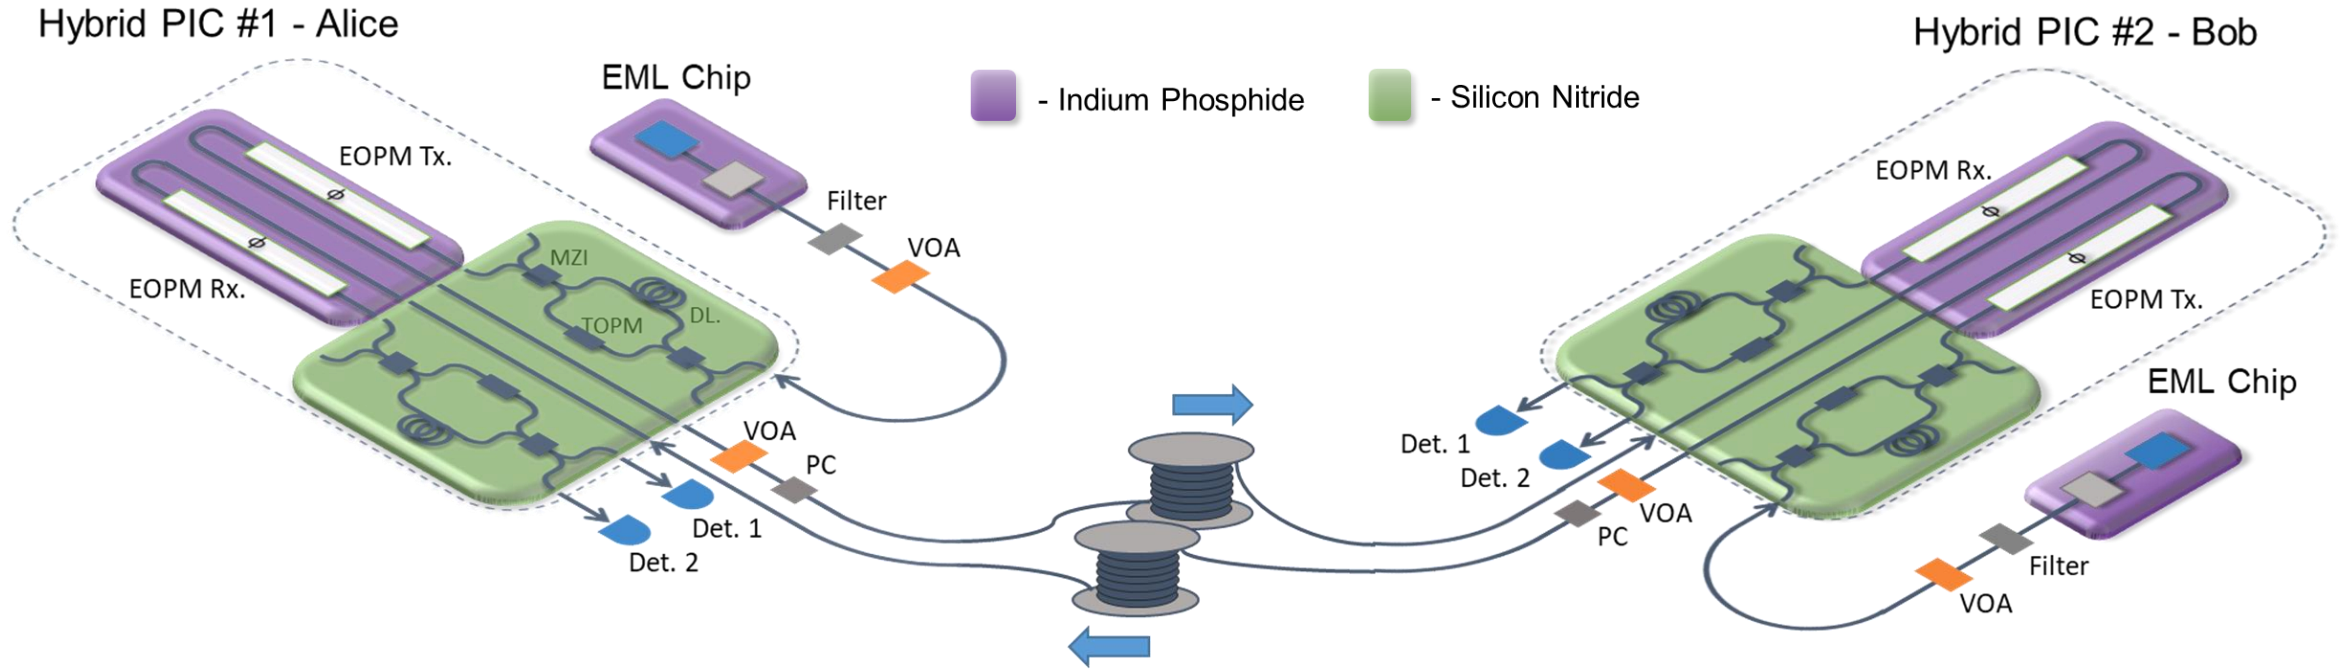 Hybrid PIC #1 - Alice
Hybrid PIC #2 - Bob
EML Chip
- Indium Phosphide
- Silicon Nitride
EOPM Tx.
ϕ
ϕ
EOPM Rx.
Filter
VOA
MZI
TOPM
DL.
VOA
PC
Det. 1
Det. 2
EOPM Rx.
ϕ
ϕ
EOPM Tx.
EML Chip
Det. 1
Det. 2
VOA
PC
Filter
VOA